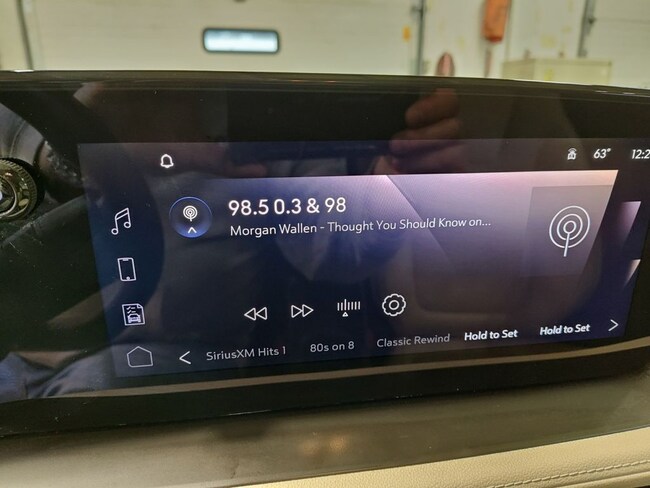 63°
12:2
98.5 0.3 & 98
Morgan Wallen - Thought You Should Know on...
SiriusXM Hits 1
80s on 8
Classic Rewind
Hold to Set
Hold to Set